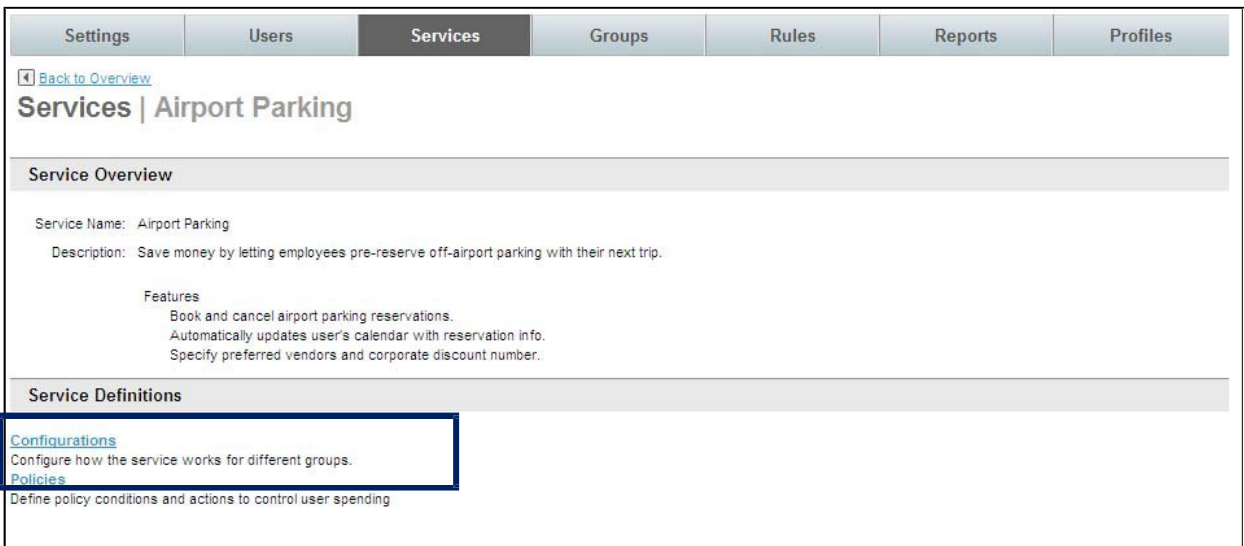 Settings Users Services Groups Rules Reports Profiles
Back to Overview
Services | Airport Parking
Service Overview
Service Name: Airport Parking
Description: Save money by letting employees pre-reserve off-airport parking with their next trip.
Features
Book and cancel airport parking reservations.
Automatically updates user's calendar with reservation info.
Specify preferred vendors and corporate discount number.
Service Definitions
Configurations
Configure how the service works for different groups.
Policies
Define policy conditions and actions to control user spending